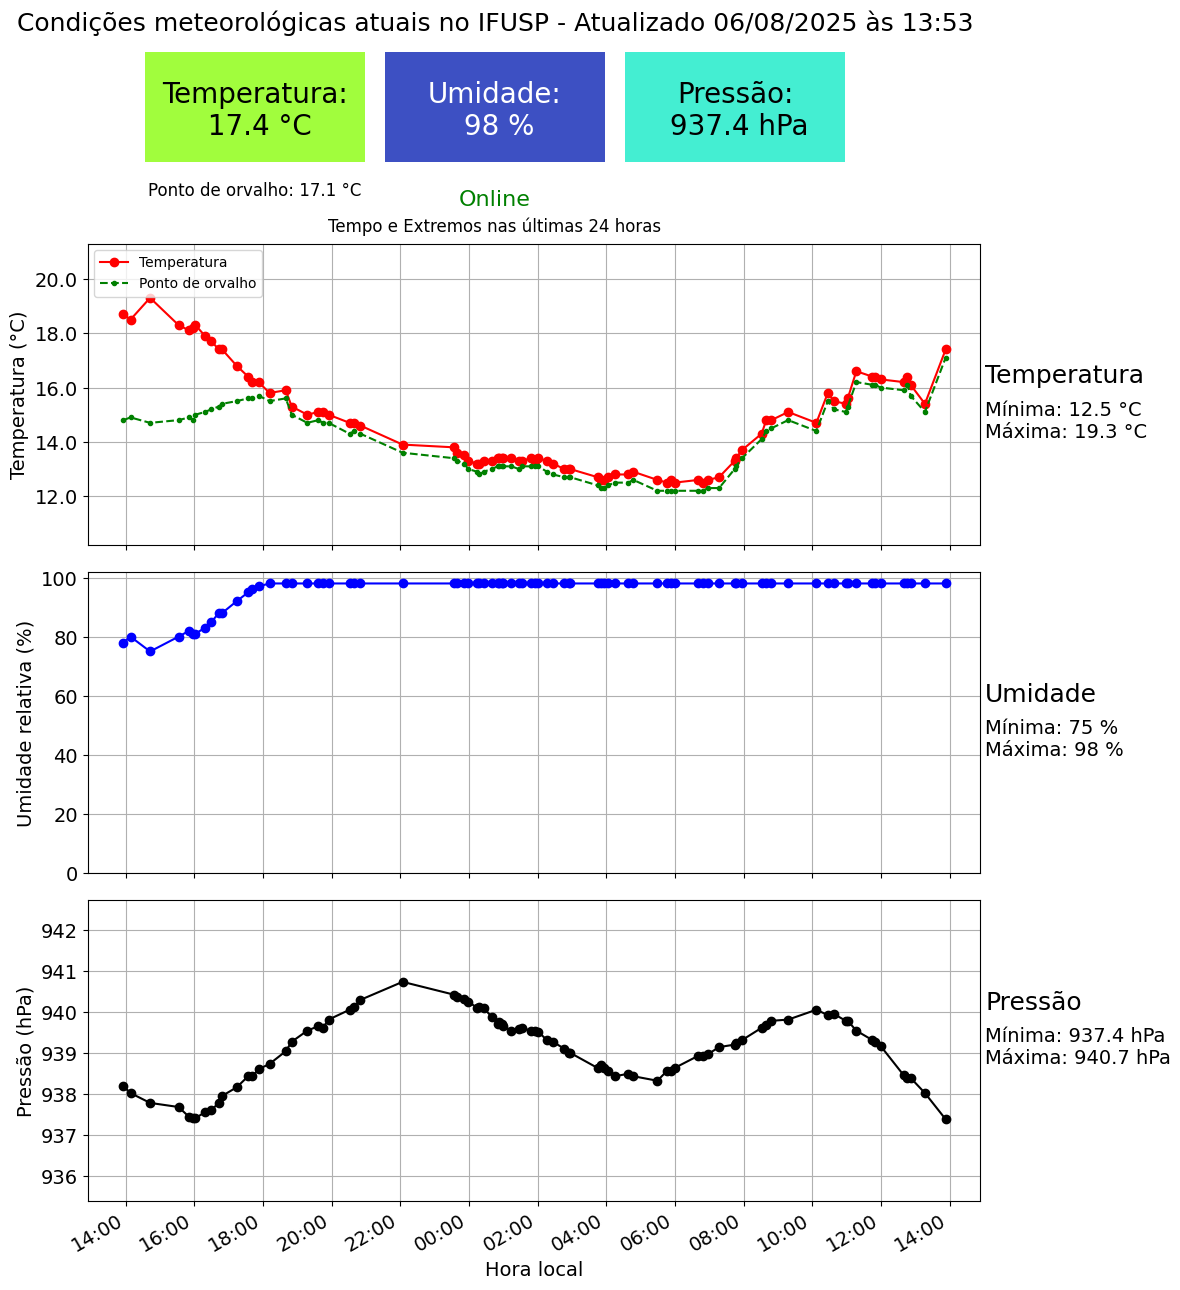 Condições meteorológicas atuais no IFUSP - Atualizado 06/08/2025 às 13:53
Temperatura:
17.4 °C
Umidade:
98 %
Pressão:
937.4 hPa
Ponto de orvalho: 17.1 °C
Online
Tempo e Extremos nas últimas 24 horas
Temperatura
Ponto de orvalho
Temperatura (°C)
20.0
18.0
16.0
14.0
12.0
Temperatura
Mínima: 12.5 °C
Máxima: 19.3 °C
Umidade relativa (%)
100
80
60
40
20
0
Umidade
Mínima: 75 %
Máxima: 98 %
Pressão (hPa)
942
941
940
939
938
937
936
Pressão
Mínima: 937.4 hPa
Máxima: 940.7 hPa
14:00
16:00
18:00
20:00
22:00
00:00
02:00
04:00
06:00
08:00
10:00
12:00
14:00
Hora local